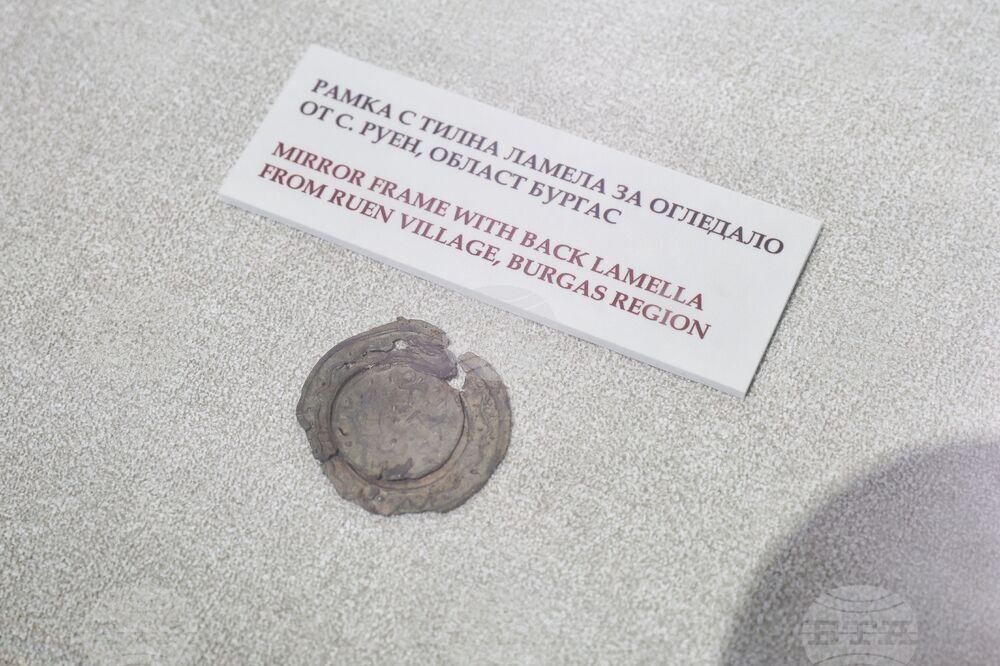 РАМКА С ТИЛНА ЛАМЕЛА ЗА ОГЛЕДАЛО
ОТ С. РУЕН, ОБЛАСТ БУРГАС
MIRROR FRAME WITH BACK LAMELLA
FROM RUEN VILLAGE, BURGAS REGION
БТА